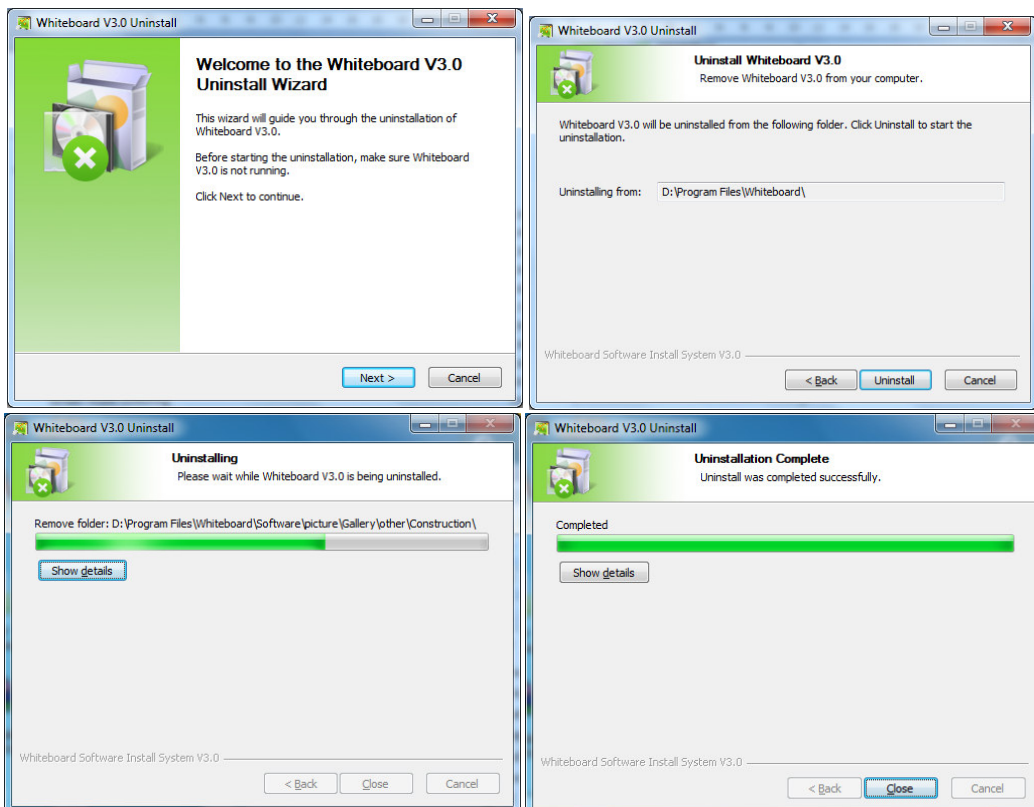 Whiteboard V3.0 Uninstall
Welcome to the Whiteboard V3.0
Uninstall Wizard
This wizard will guide you through the uninstallation of
Whiteboard V3.0.
Before starting the uninstallation, make sure Whiteboard
V3.0 is not running.
Click Next to continue.
Next >
Cancel
Whiteboard V3.0 Uninstall
Uninstall Whiteboard V3.0
Remove Whiteboard V3.0 from your computer.
Whiteboard V3.0 will be uninstalled from the following folder. Click Uninstall to start the
uninstallation.
Uninstalling from: D:\Program Files\Whiteboard\
Whiteboard Software Install System V3.0
< Back
Uninstall
Cancel
Whiteboard V3.0 Uninstall
Uninstalling
Please wait while Whiteboard V3.0 is being uninstalled.
Remove folder: D:\Program Files\Whiteboard\Software\picture\Gallery\other\Construction\
Show details
Whiteboard Software Install System V3.0
< Back
Close
Cancel
Whiteboard V3.0 Uninstall
Uninstallation Complete
Uninstall was completed successfully.
Completed
Show details
Whiteboard Software Install System V3.0
< Back
Close
Cancel